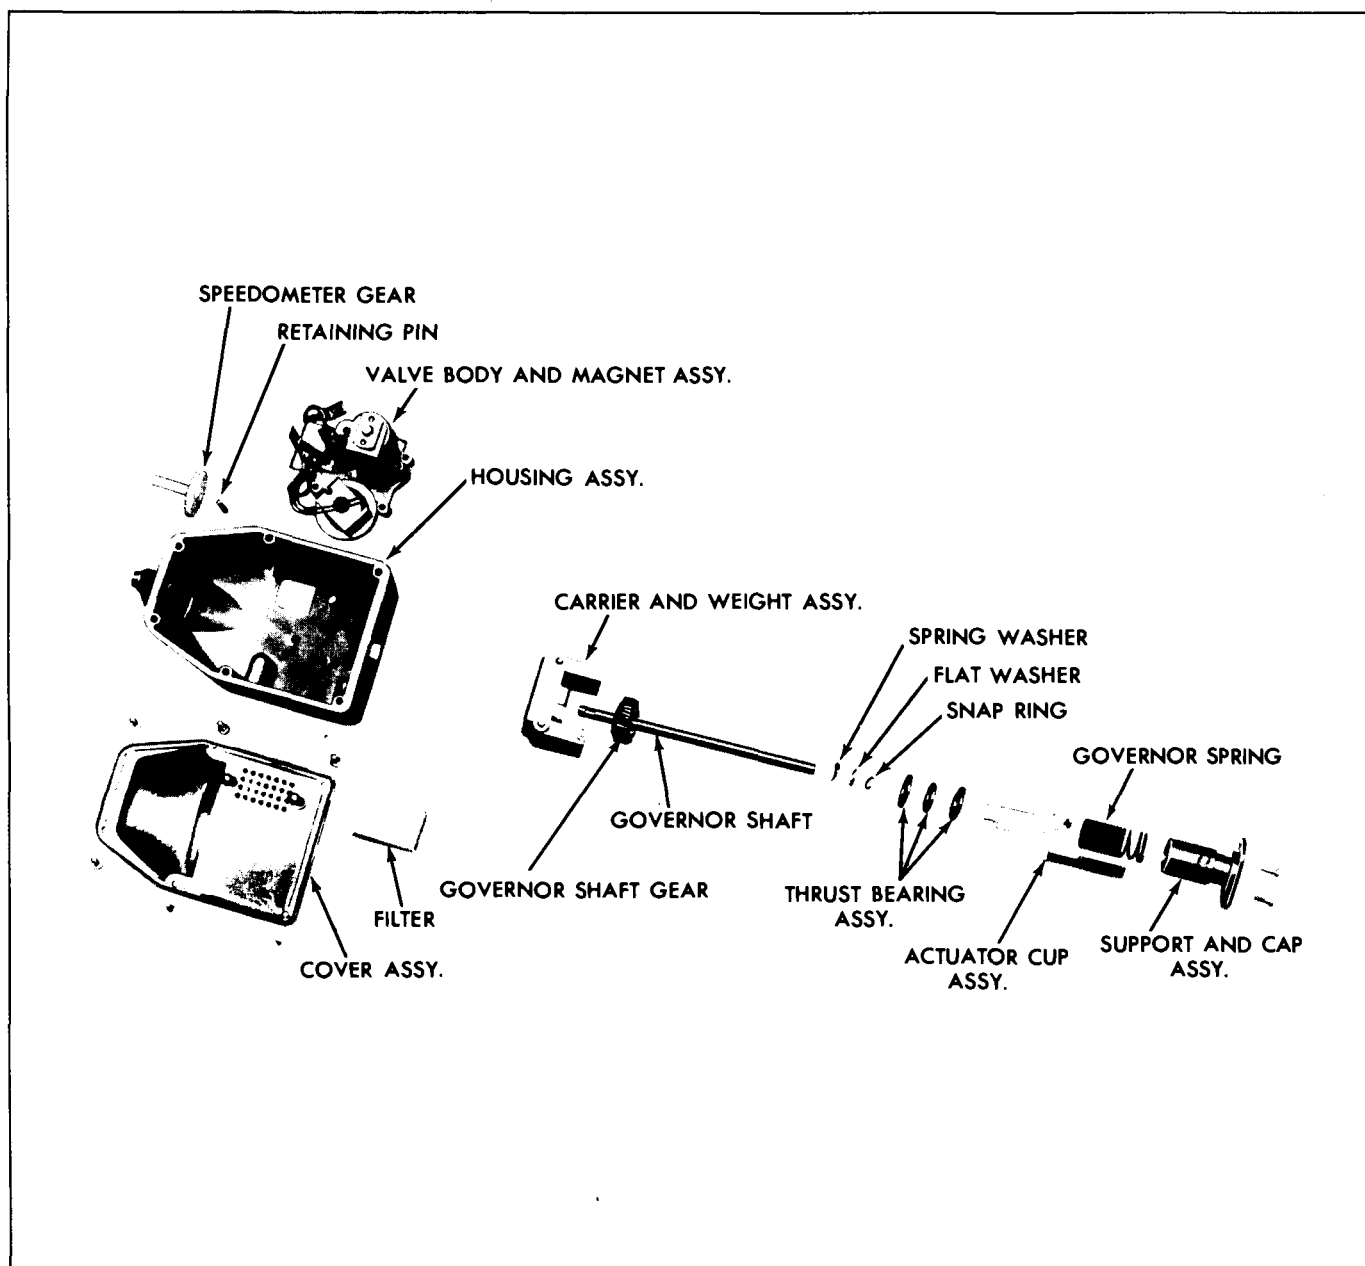 SPEEDOMETER GEAR
RETAINING PIN
VALVE BODY AND MAGNET ASSY.
HOUSING ASSY.
CARRIER AND WEIGHT ASSY.
SPRING WASHER
FLAT WASHER
SNAP RING
GOVERNOR SPRING
GOVERNOR SHAFT
GOVERNOR SHAFT GEAR
THRUST BEARING
ASSY.
FILTER
COVER ASSY.
ACTUATOR CUP
ASSY.
SUPPORT AND CAP
ASSY.